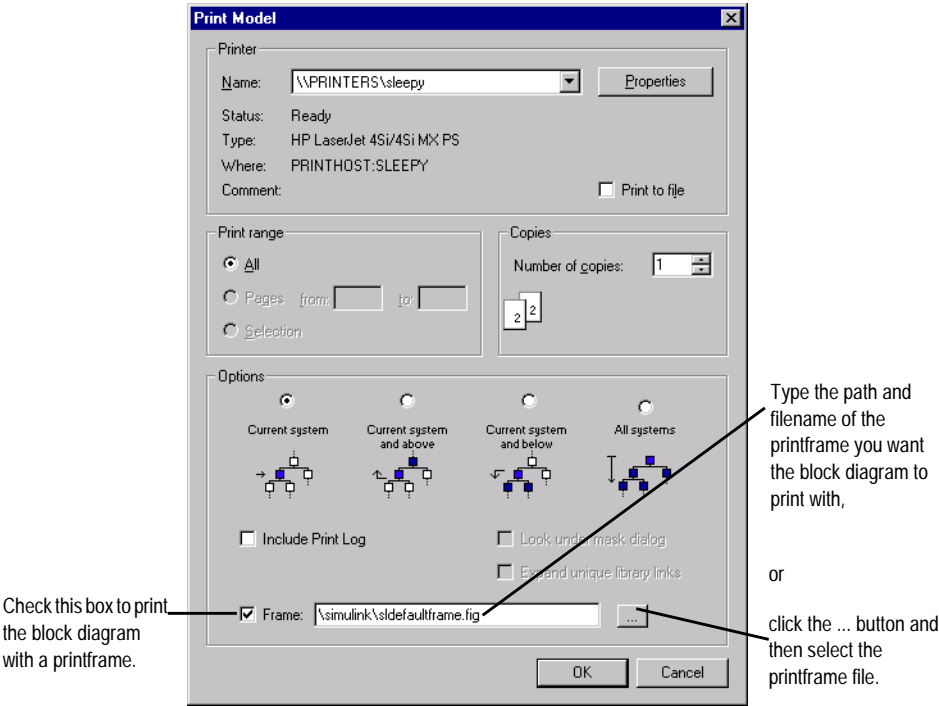 Print Model
Printer
Name: \\PRINTERS\sleepy Properties
Status: Ready
Type: HP LaserJet 4Si/4Si MX PS
Where: PRINTHOST:SLEEPY
Comment: Print to file
Print range
All
Pages from: to:
Selection
Copies
Number of copies: 1
2 2
Options
Current system
Current system
and above
Current system
and below
All systems
Include Print Log
Look under mask dialog
Expand unique library links
Frame: \simulink\sldefaultframe.fig ...
OK Cancel
Check this box to print
the block diagram
with a printframe.
Type the path and
filename of the
printframe you want
the block diagram to
print with,
or
click the ... button and
then select the
printframe file.